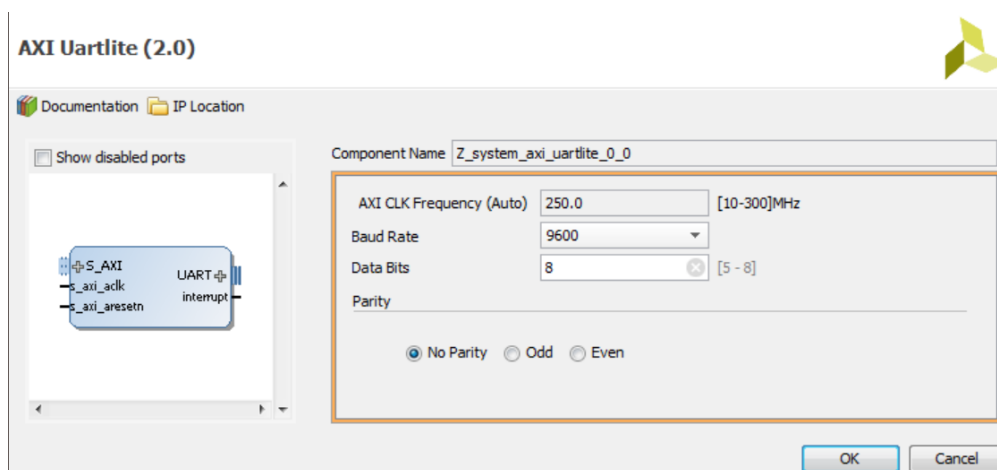 AXI Uartlite (2.0)
Documentation IP Location
Show disabled ports
S_AXI
s_axi_aclk
s_axi_aresetn
UART
interrupt
Component Name Z_system_axi_uartlite_0_0
AXI CLK Frequency (Auto) 250.0 [10-300]MHz
Baud Rate 9600
Data Bits 8 [5 - 8]
Parity
No Parity Odd Even
OK Cancel